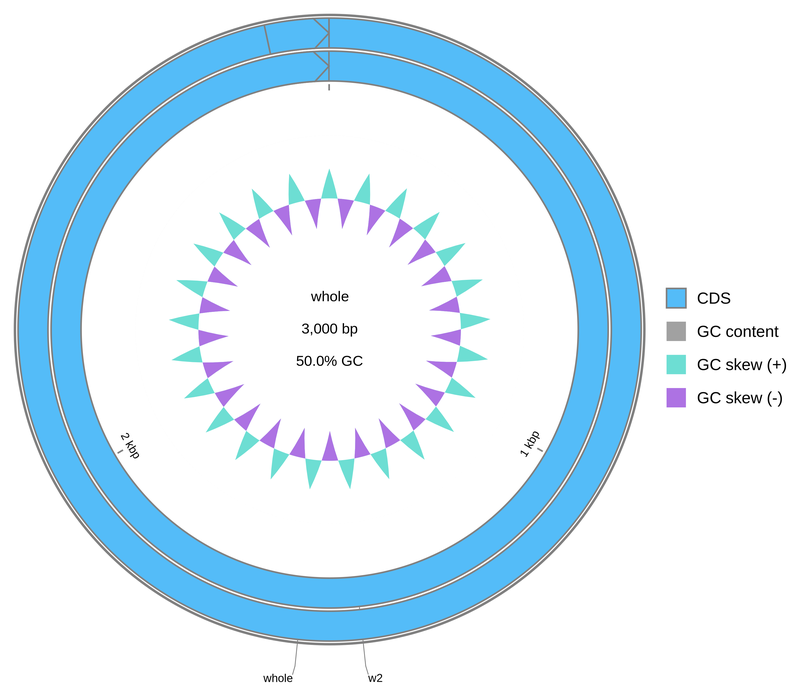 whole
3,000 bp
50.0% GC
2 kbp
1 kbp
whole
w2
CDS
GC content
GC skew (+)
GC skew (-)